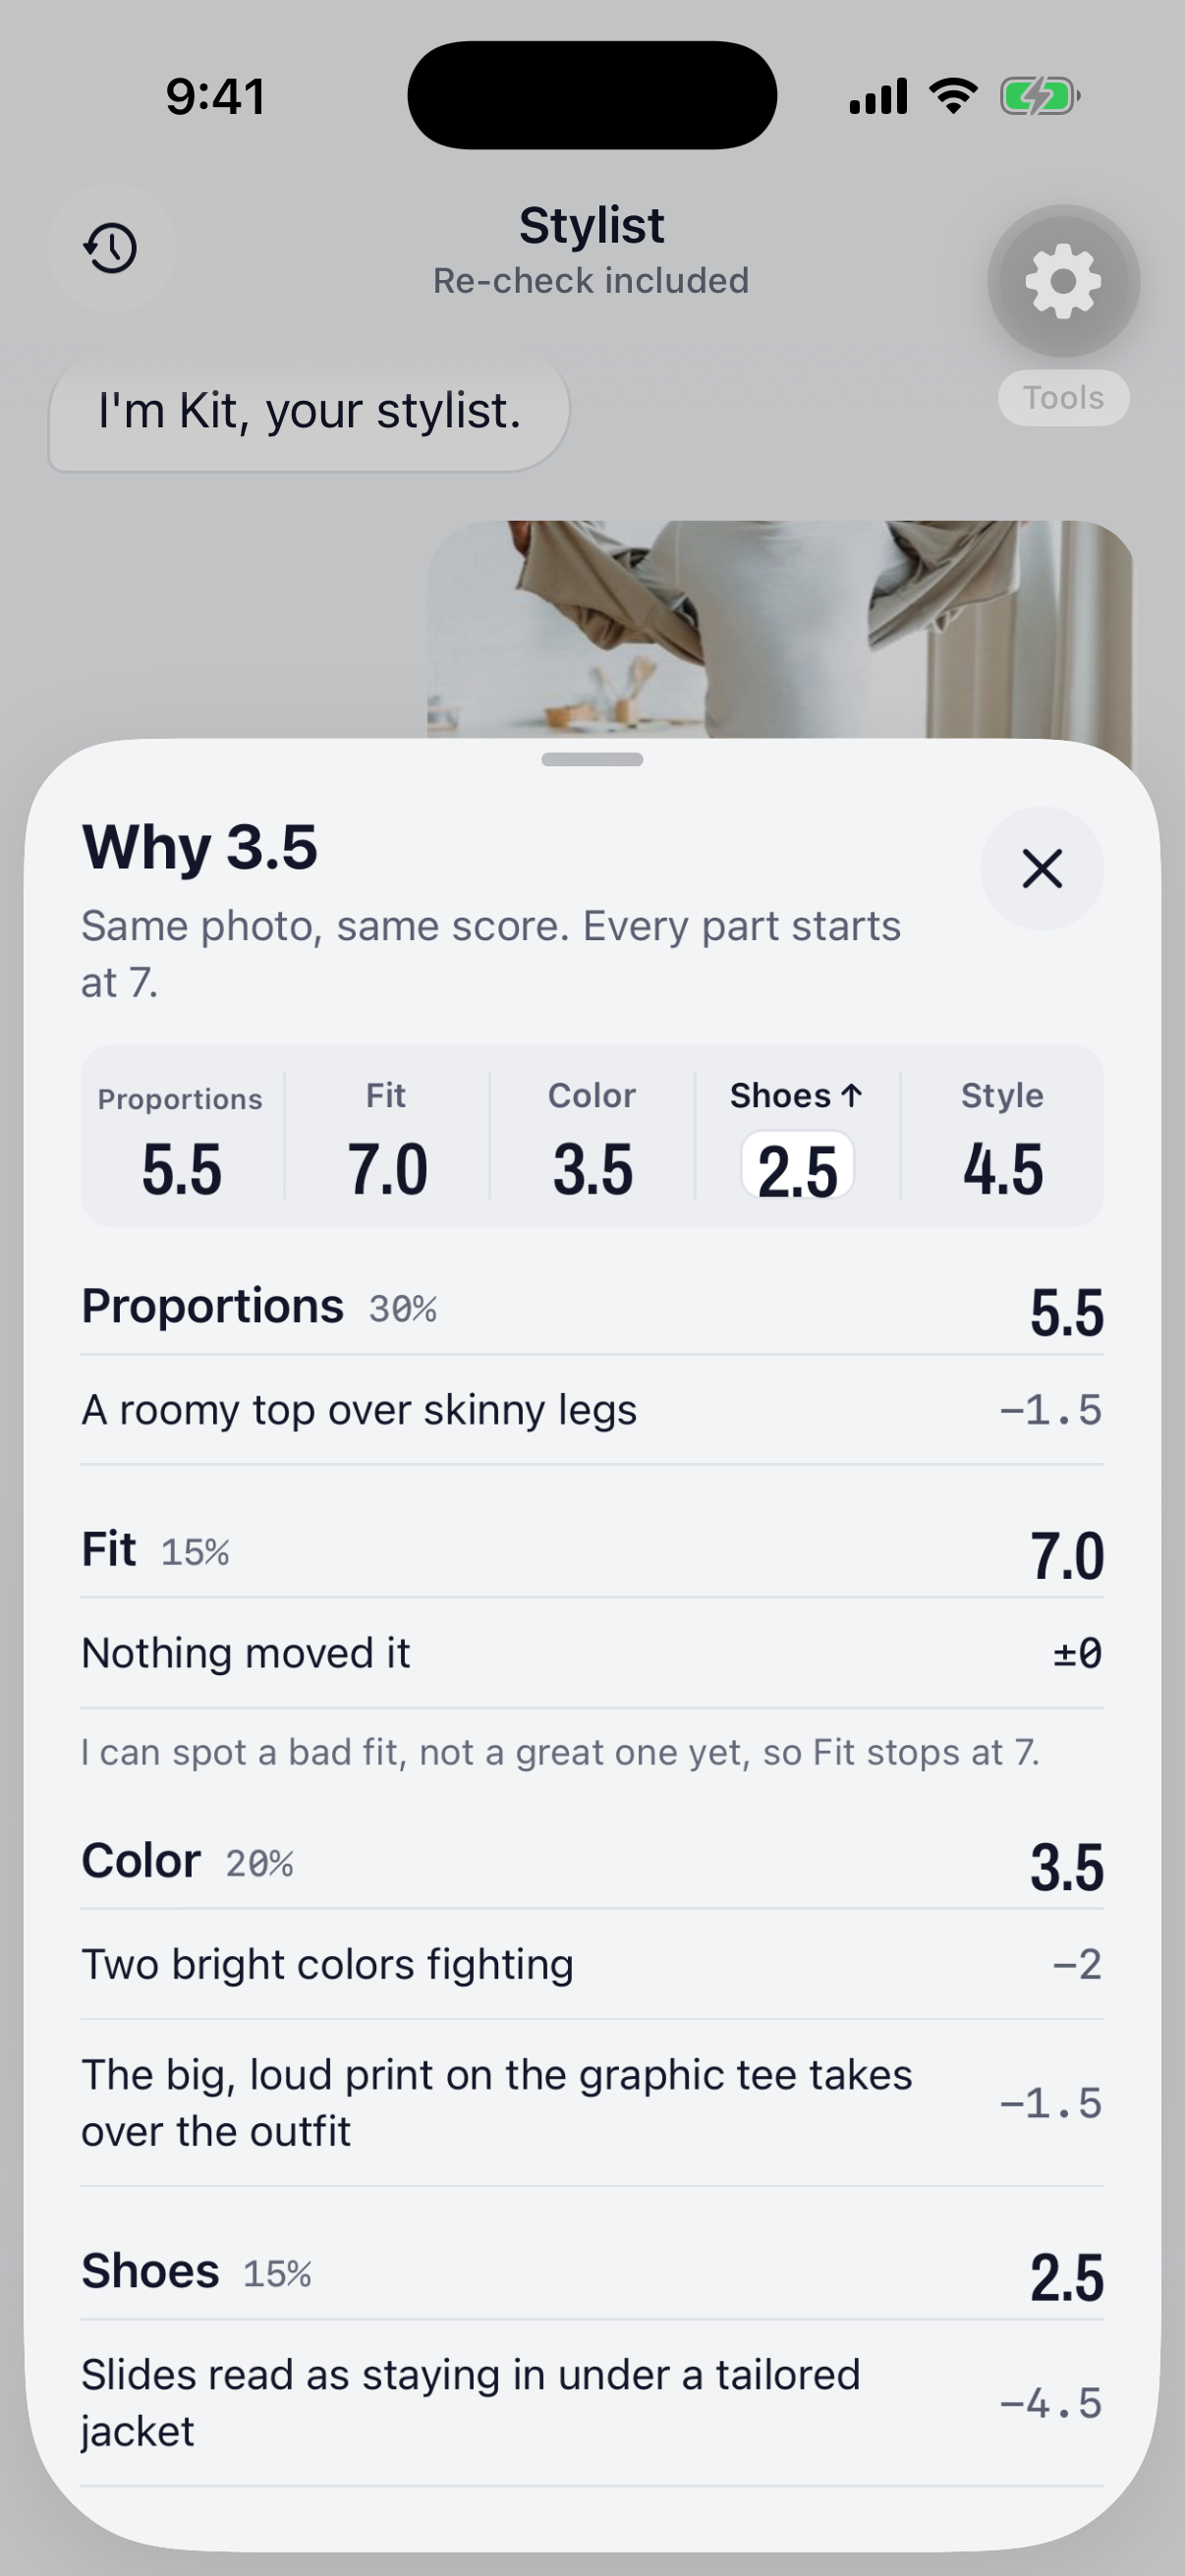 9:41
Stylist
Re-check included
Tools
I'm Kit, your stylist.
Why 3.5
Same photo, same score. Every part starts
at 7.
Proportions
Fit
Color
Shoes ↑
Style
5.5
7.0
3.5
2.5
4.5
Proportions 30% 5.5
A roomy top over skinny legs −1.5
Fit 15% 7.0
Nothing moved it ±0
I can spot a bad fit, not a great one yet, so Fit stops at 7.
Color 20% 3.5
Two bright colors fighting −2
The big, loud print on the graphic tee takes
over the outfit −1.5
Shoes 15% 2.5
Slides read as staying in under a tailored
jacket −4.5